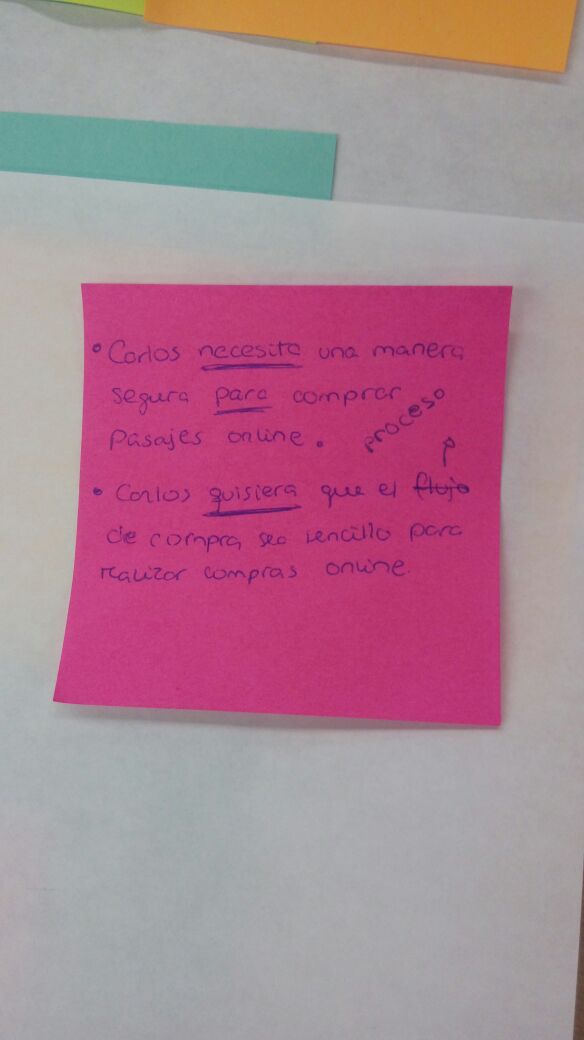 • Carlos necesita una manera
segura para comprar
pasajes online.
proceso
• Carlos quisiera que el flujo
de compra sea sencillo para
realizar compras online.